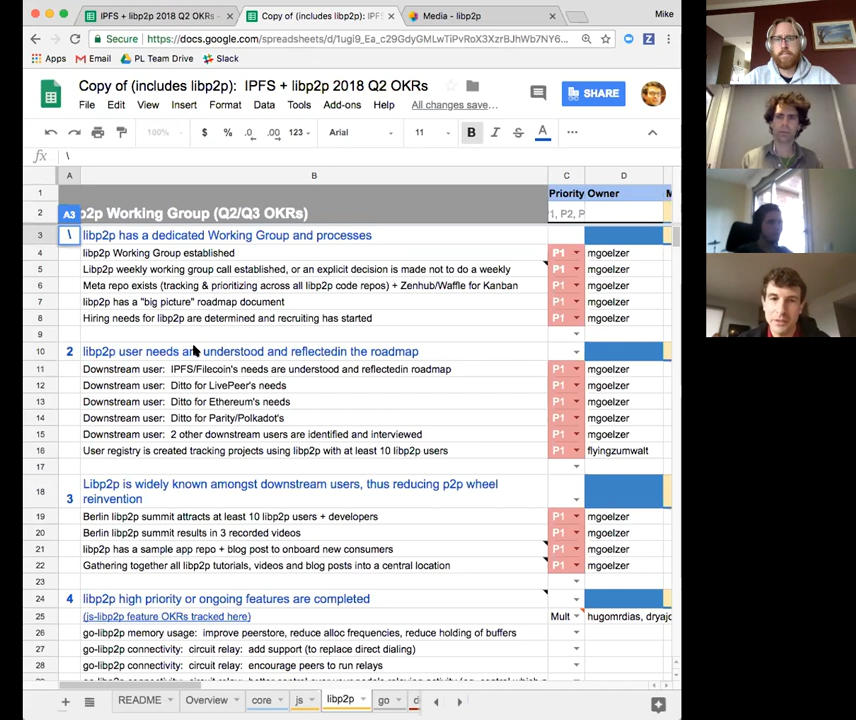 IPFS + libp2p 2018 Q2 OKRs - 
Copy of (includes libp2p): IPFS
Media - libp2p
Mike
Secure
https://docs.google.com/spreadsheets/d/1ugi9_Ea_c29GdyGMLwTiPvRoX3XzrBJhWb7NY6...
Apps
Email
PL Team Drive
Slack
Copy of (includes libp2p): IPFS + libp2p 2018 Q2 OKRs
SHARE
File Edit View Insert Format Data Tools Add-ons Help All changes save...
100% $ % .0 .00 123 Arial 11 B I S A
fx \
A B C D
1 Priority Owner
A3
2 p2p Working Group (Q2/Q3 OKRs) 1, P2, P
3 \ libp2p has a dedicated Working Group and processes
4 libp2p Working Group established P1 mgoelzer
5 Libp2p weekly working group call established, or an explicit decision is made not to do a weekly P1 mgoelzer
6 Meta repo exists (tracking & prioritizing across all libp2p code repos) + Zenhub/Waffle for Kanban P1 mgoelzer
7 libp2p has a "big picture" roadmap document P1 mgoelzer
8 Hiring needs for libp2p are determined and recruiting has started P1 mgoelzer
9
10 2 libp2p user needs are understood and reflectedin the roadmap
11 Downstream user: IPFS/Filecoin's needs are understood and reflectedin roadmap P1 mgoelzer
12 Downstream user: Ditto for LivePeer's needs P1 mgoelzer
13 Downstream user: Ditto for Ethereum's needs P1 mgoelzer
14 Downstream user: Ditto for Parity/Polkadot's P1 mgoelzer
15 Downstream user: 2 other downstream users are identified and interviewed P1 mgoelzer
16 User registry is created tracking projects using libp2p with at least 10 libp2p users P1 flyingzumwalt
17
18 3 Libp2p is widely known amongst downstream users, thus reducing p2p wheel
reinvention
19 Berlin libp2p summit attracts at least 10 libp2p users + developers P1 mgoelzer
20 Berlin libp2p summit results in 3 recorded videos P1 mgoelzer
21 libp2p has a sample app repo + blog post to onboard new consumers P1 mgoelzer
22 Gathering together all libp2p tutorials, videos and blog posts into a central location P1 mgoelzer
23
24 4 libp2p high priority or ongoing features are completed
25 (js-libp2p feature OKRs tracked here) Mult hugomrdias, dryajo
26 go-libp2p memory usage: improve peerstore, reduce alloc frequencies, reduce holding of buffers
27 go-libp2p connectivity: circuit relay: add support (to replace direct dialing)
28 go-libp2p connectivity: circuit relay: encourage peers to run relays
README Overview core js libp2p go d